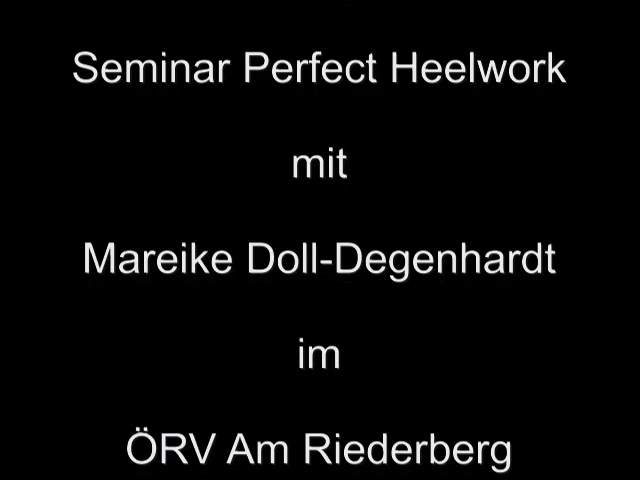 Seminar Perfect Heelwork
mit
Mareike Doll-Degenhardt
im
ÖRV Am Riederberg